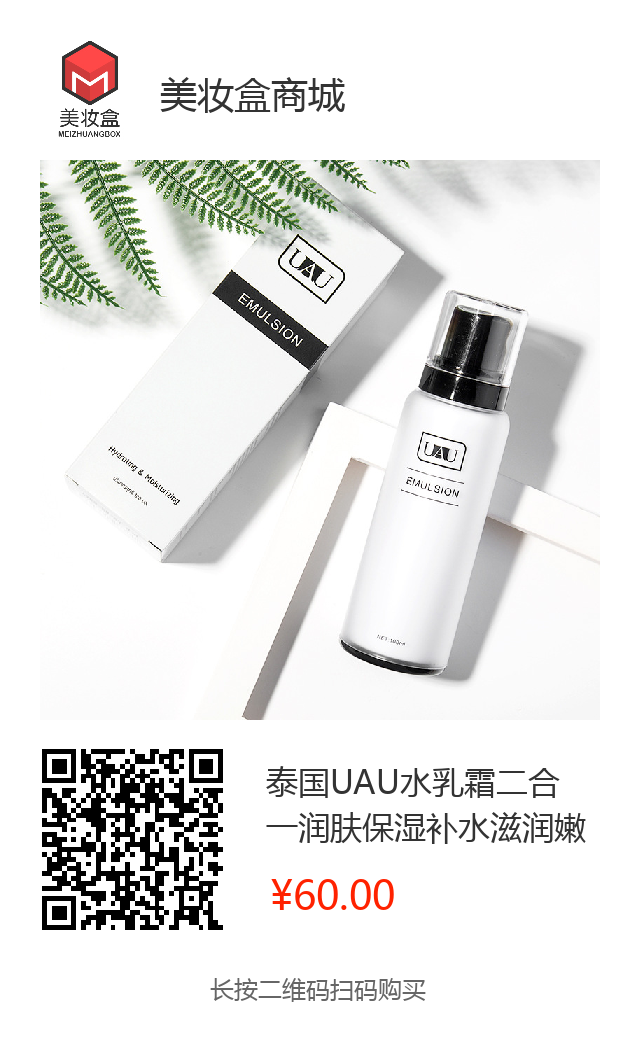 美妆盒
MEIZHUANGBOX
美妆盒商城
UAU
EMULSION
Hydrating & Moisturizing
UAU
EMULSION
泰国UAU水乳霜二合
一润肤保湿补水滋润嫩
¥60.00
长按二维码扫码购买